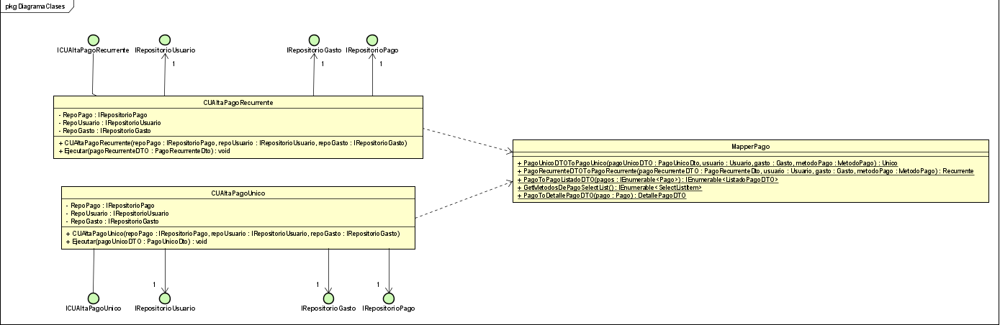 pkg DiagramaClases
ICUAltaPagoRecurrente
IRepositorioUsuario
IRepositorioGasto
IRepositorioPago
1
1
1
CUAltaPagoRecurrente
- RepoPago : IRepositorioPago
- RepoUsuario : IRepositorioUsuario
- RepoGasto : IRepositorioGasto
+ CUAltaPagoRecurrente(repoPago : IRepositorioPago, repoUsuario : IRepositorioUsuario, repoGasto : IRepositorioGasto)
+ Ejecutar(pagoRecurrenteDTO : PagoRecurrenteDto) : void
MapperPago
+ PagoUnicoDTOToPagoUnico(pagoUnicoDTO : PagoUnicoDto, usuario : Usuario, gasto : Gasto, metodoPago : MetodoPago) : Unico
+ PagoRecurrenteDTOToPagoRecurrente(pagoRecurrenteDTO : PagoRecurrenteDto, usuario : Usuario, gasto : Gasto, metodoPago : MetodoPago) : Recurrente
+ PagoToPagoListadoDTO(pagos : IEnumerable<Pago>) : IEnumerable<ListadoPagoDTO>
+ GetMetodosDePagoSelectList() : IEnumerable<SelectListItem>
+ PagoToDetallePagoDTO(pago : Pago) : DetallePagoDTO
CUAltaPagoUnico
- RepoPago : IRepositorioPago
- RepoUsuario : IRepositorioUsuario
- RepoGasto : IRepositorioGasto
+ CUAltaPagoUnico(repoPago : IRepositorioPago, repoUsuario : IRepositorioUsuario, repoGasto : IRepositorioGasto)
+ Ejecutar(pagoUnicoDTO : PagoUnicoDto) : void
1
1
1
ICUAltaPagoUnico
IRepositorioUsuario
IRepositorioGasto
IRepositorioPago